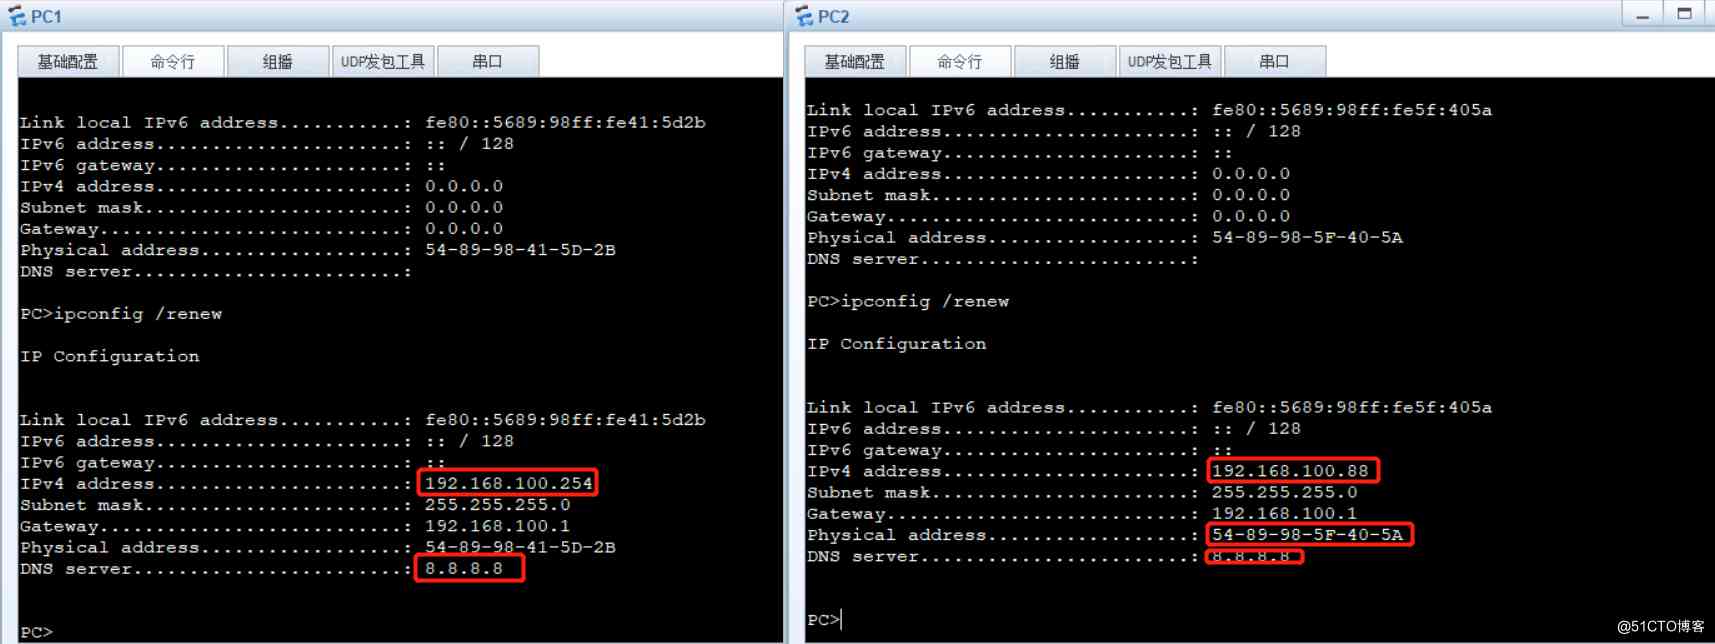 PC1
基础配置 命令行 组播 UDP发包工具 串口
Link local IPv6 address...........: fe80::5689:98ff:fe41:5d2b
IPv6 address......................: :: / 128
IPv6 gateway......................: ::
IPv4 address......................: 0.0.0.0
Subnet mask.......................: 0.0.0.0
Gateway...........................: 0.0.0.0
Physical address..................: 54-89-98-41-5D-2B
DNS server........................:
PC>ipconfig /renew
IP Configuration
Link local IPv6 address...........: fe80::5689:98ff:fe41:5d2b
IPv6 address......................: :: / 128
IPv6 gateway......................: ::
IPv4 address......................: 192.168.100.254
Subnet mask.......................: 255.255.255.0
Gateway...........................: 192.168.100.1
Physical address..................: 54-89-98-41-5D-2B
DNS server........................: 8.8.8.8
PC>
PC2
基础配置 命令行 组播 UDP发包工具 串口
Link local IPv6 address...........: fe80::5689:98ff:fe5f:405a
IPv6 address......................: :: / 128
IPv6 gateway......................: ::
IPv4 address......................: 0.0.0.0
Subnet mask.......................: 0.0.0.0
Gateway...........................: 0.0.0.0
Physical address..................: 54-89-98-5F-40-5A
DNS server........................:
PC>ipconfig /renew
IP Configuration
Link local IPv6 address...........: fe80::5689:98ff:fe5f:405a
IPv6 address......................: :: / 128
IPv6 gateway......................: ::
IPv4 address......................: 192.168.100.88
Subnet mask.......................: 255.255.255.0
Gateway...........................: 192.168.100.1
Physical address..................: 54-89-98-5F-40-5A
DNS server........................: 8.8.8.8
PC>
@51CTO博客